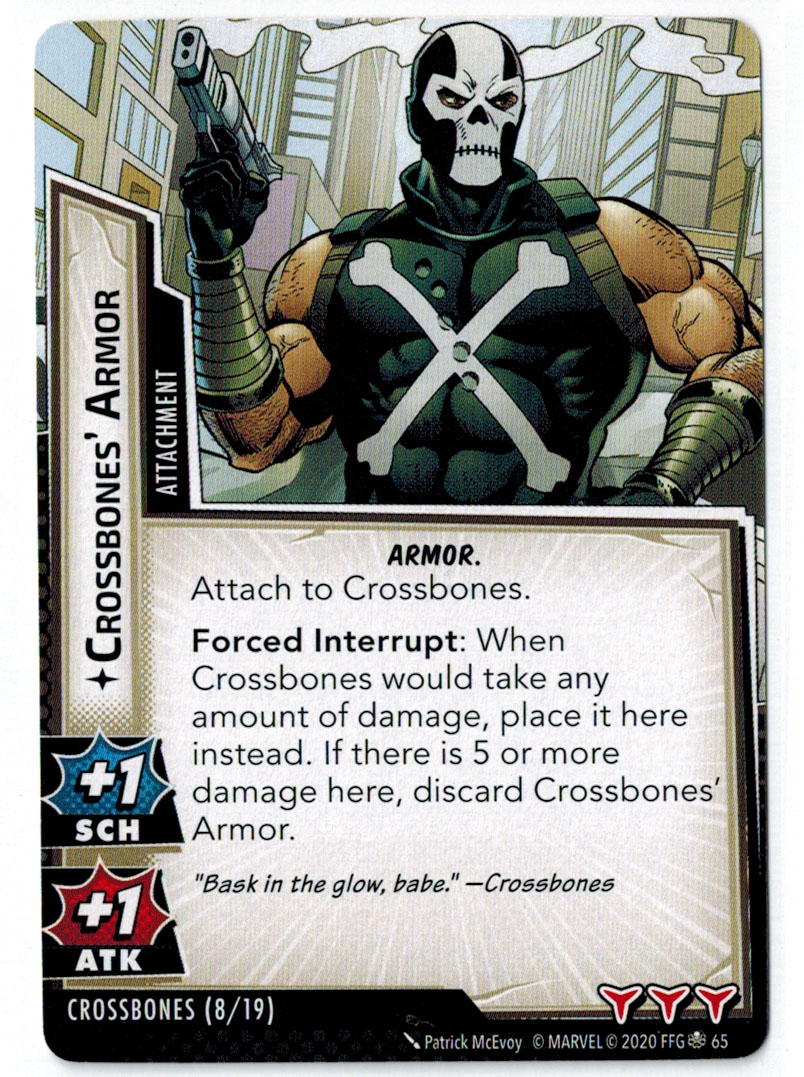 ✦CROSSBONES' ARMOR
ATTACHMENT
ARMOR.
Attach to Crossbones.
Forced Interrupt: When
Crossbones would take any
amount of damage, place it here
instead. If there is 5 or more
damage here, discard Crossbones'
Armor.
"Bask in the glow, babe." —Crossbones
+1
SCH
+1
ATK
CROSSBONES (8/19)
Patrick McEvoy © MARVEL © 2020 FFG 65